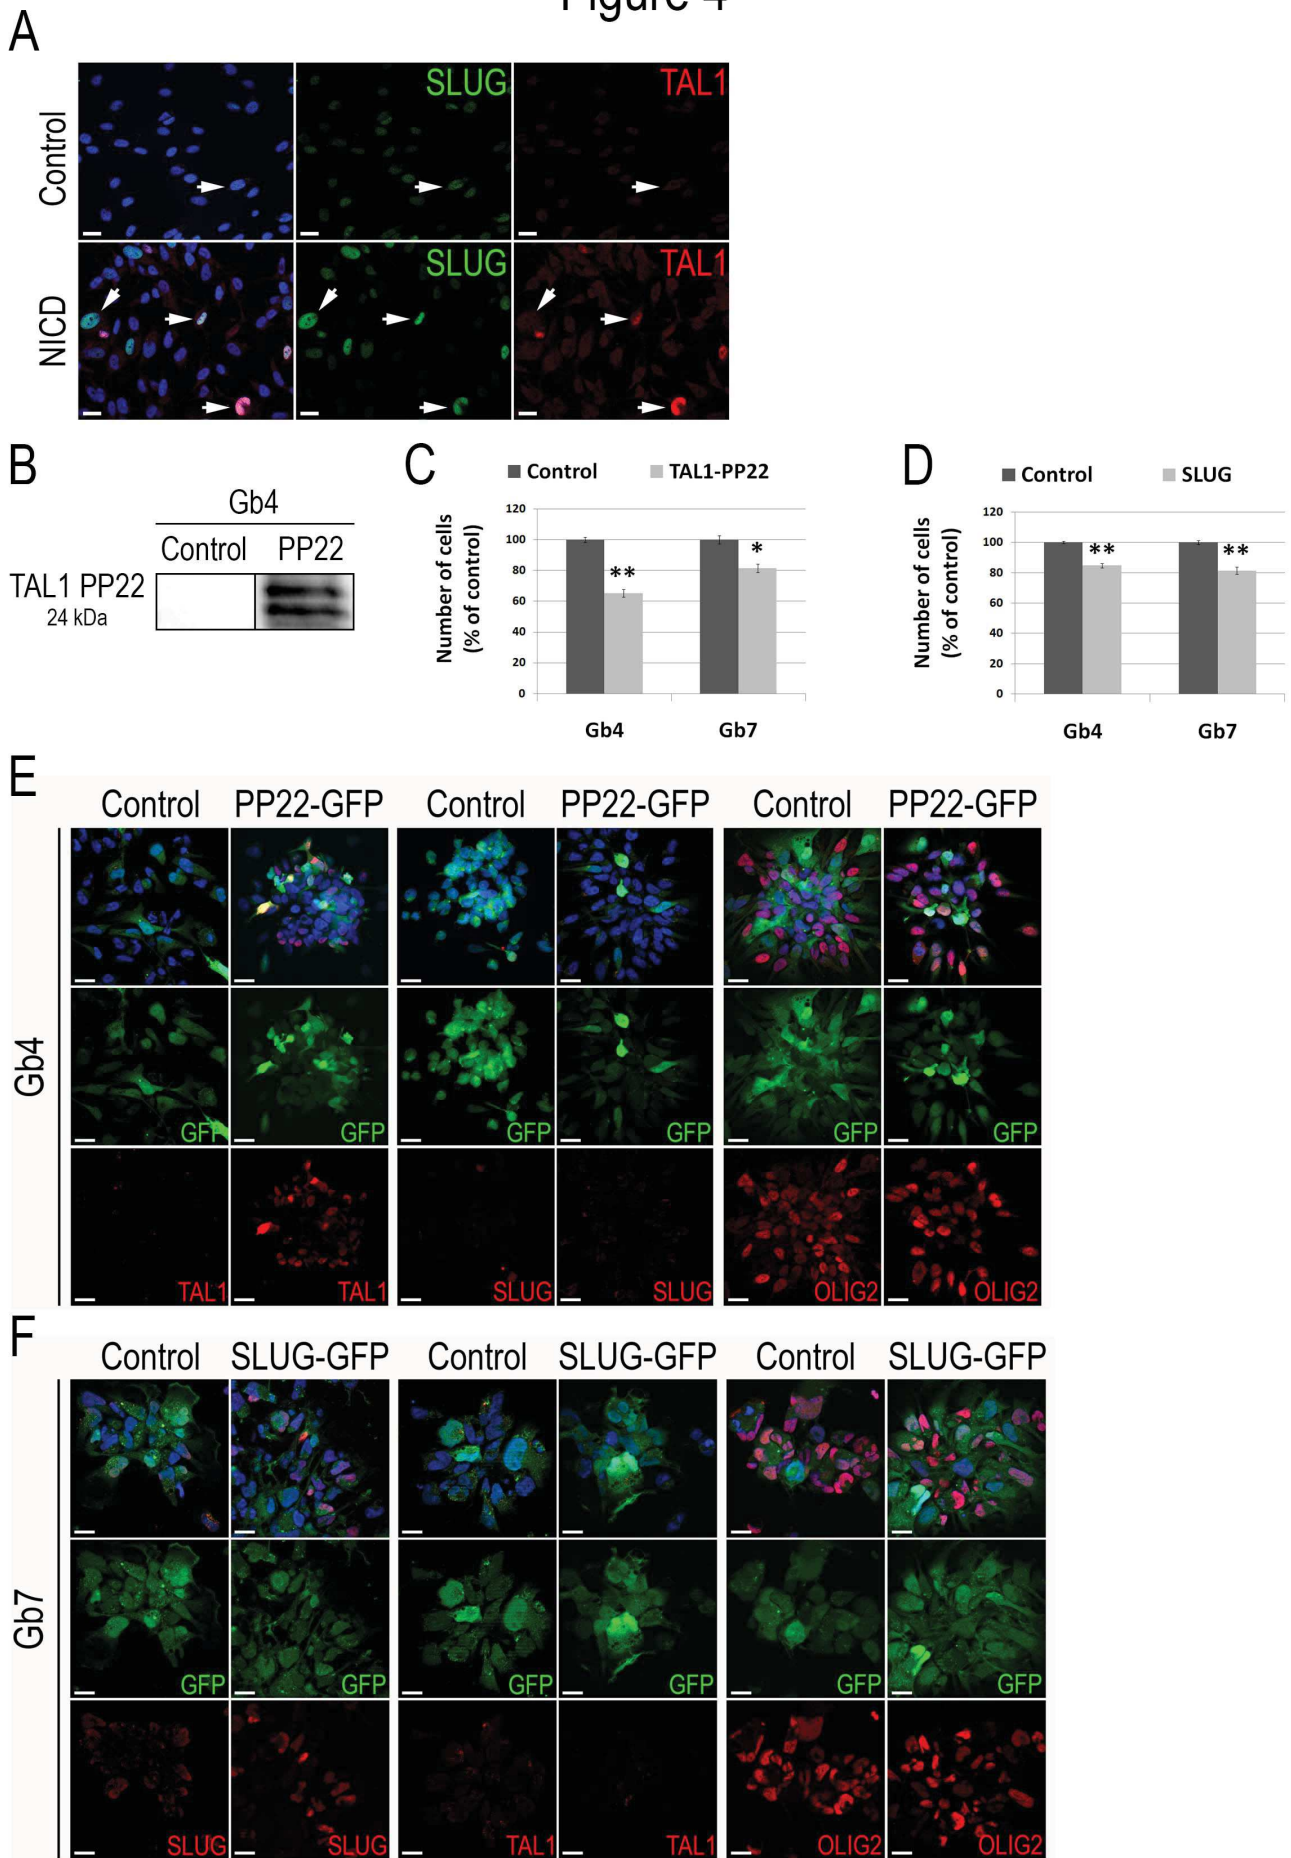 Figure 4
A
SLUG
TAL1
Control
SLUG
TAL1
NICD
B
Gb4
Control PP22
TAL1 PP22
24 kDa
C
Control TAL1-PP22
Number of cells
(% of control)
120
100
80
60
40
20
0
**
*
Gb4 Gb7
D
Control SLUG
Number of cells
(% of control)
120
100
80
60
40
20
0
**
**
Gb4 Gb7
E
Control PP22-GFP Control PP22-GFP Control PP22-GFP
Gb4
GFP GFP GFP GFP GFP GFP
TAL1 TAL1 SLUG SLUG OLIG2 OLIG2
F
Control SLUG-GFP Control SLUG-GFP Control SLUG-GFP
Gb7
GFP GFP GFP GFP GFP GFP
SLUG SLUG TAL1 TAL1 OLIG2 OLIG2